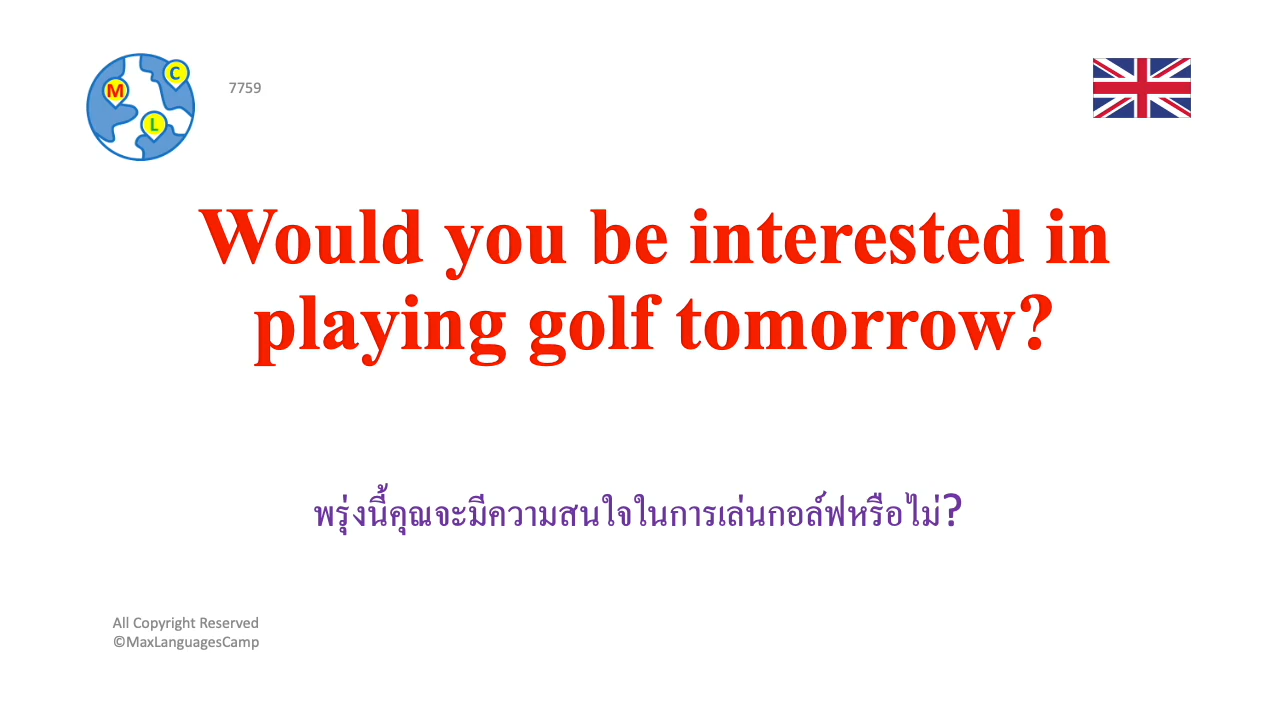 C
M
L
7759
Would you be interested in
playing golf tomorrow?
พรุ่งนี้คุณจะมีความสนใจในการเล่นกอล์ฟหรือไม่?
All Copyright Reserved
©MaxLanguagesCamp